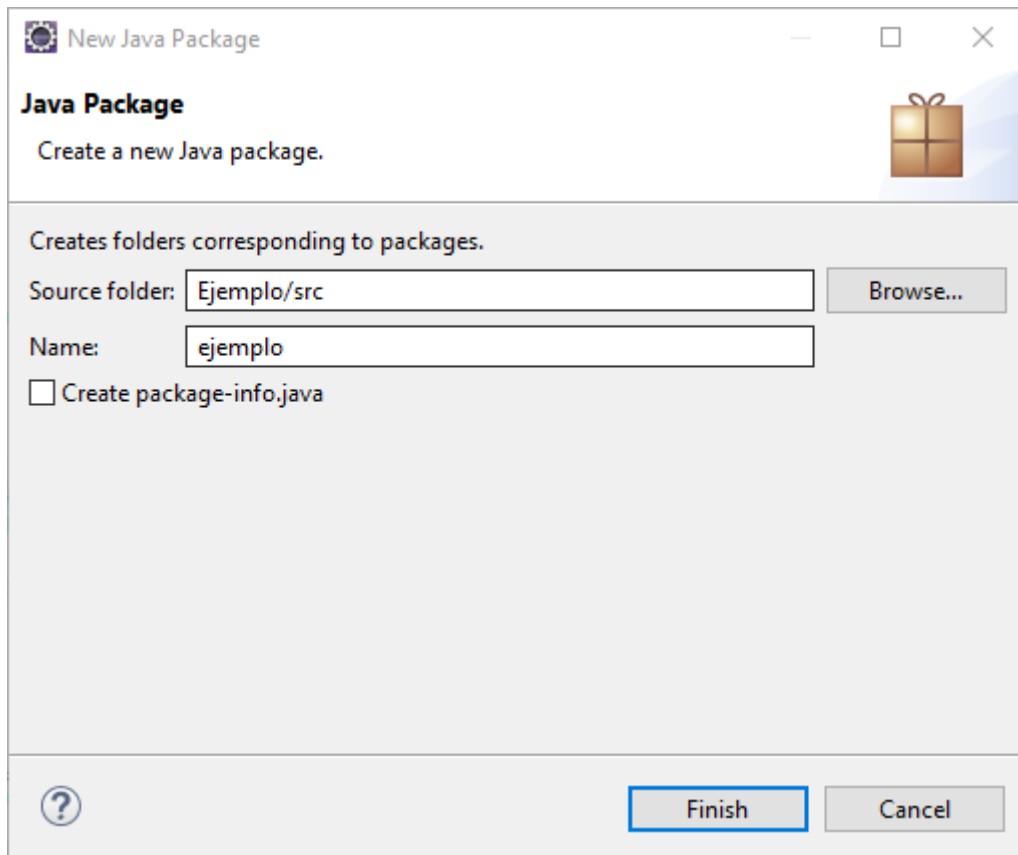 New Java Package
Java Package
Create a new Java package.
Creates folders corresponding to packages.
Source folder: Ejemplo/src Browse...
Name: ejemplo
Create package-info.java
? Finish Cancel